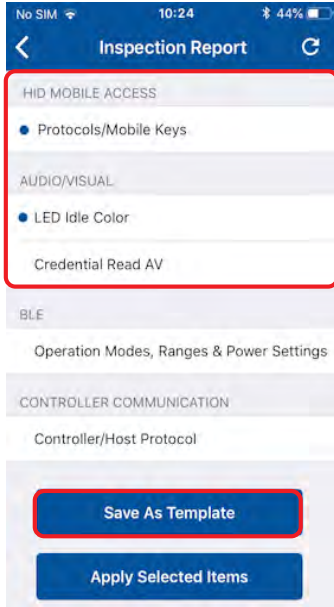 No SIM 10:24 44%
Inspection Report
HID MOBILE ACCESS
Protocols/Mobile Keys
AUDIO/VISUAL
LED Idle Color
Credential Read AV
BLE
Operation Modes, Ranges & Power Settings
CONTROLLER COMMUNICATION
Controller/Host Protocol
Save As Template
Apply Selected Items